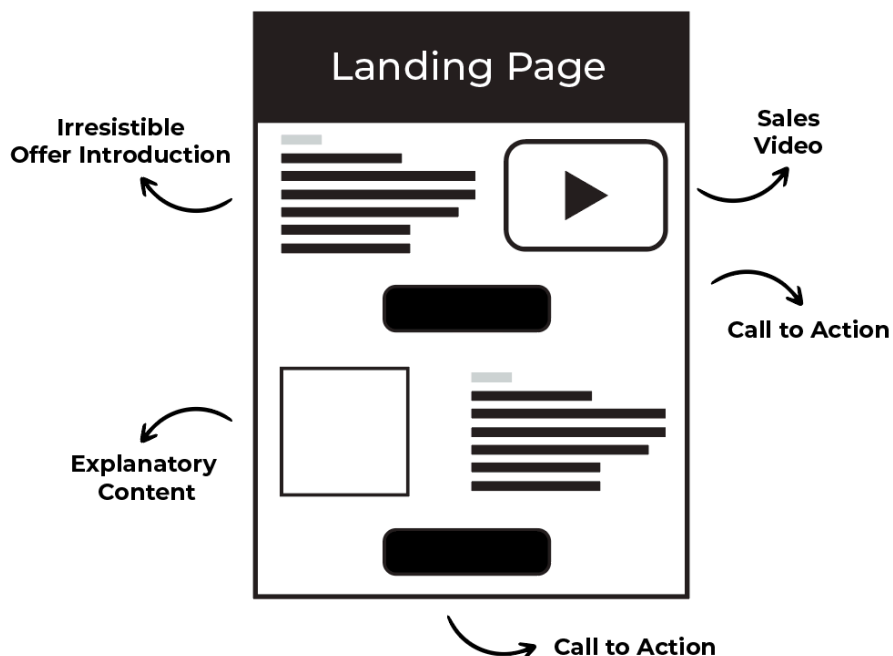 Landing Page
Irresistible
Offer Introduction
Sales
Video
Call to Action
Explanatory
Content
Call to Action